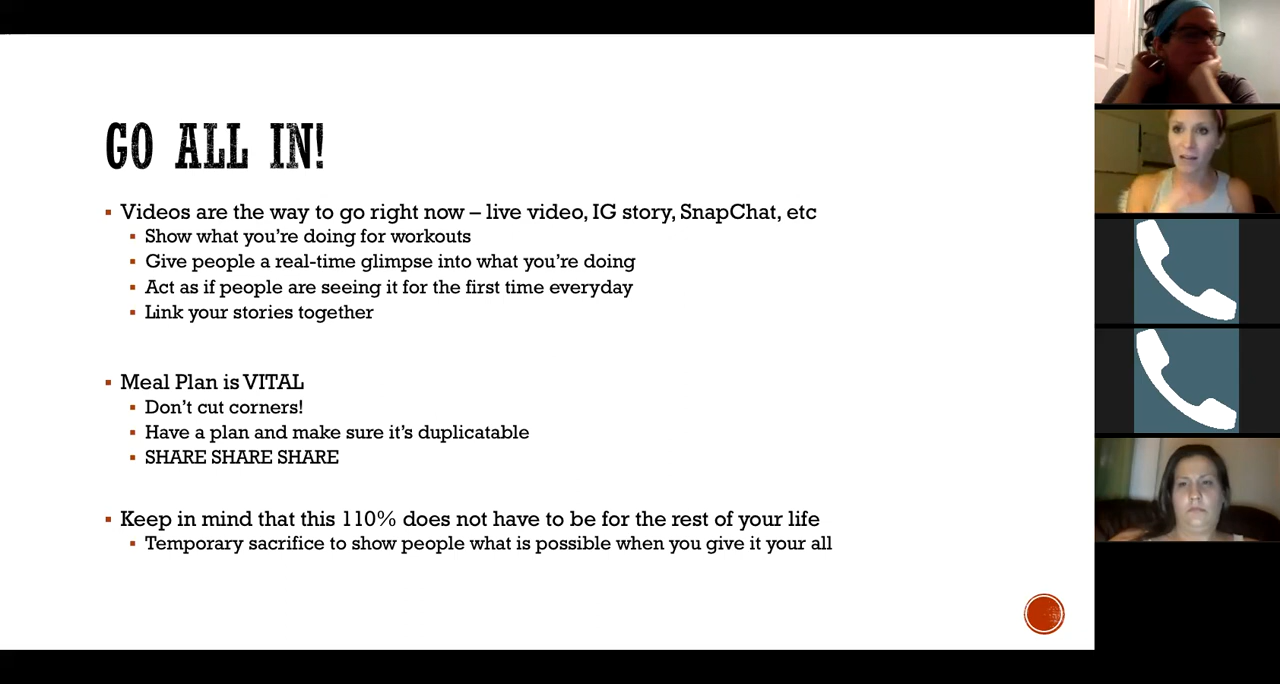 GO ALL IN!
Videos are the way to go right now – live video, IG story, SnapChat, etc
Show what you're doing for workouts
Give people a real-time glimpse into what you're doing
Act as if people are seeing it for the first time everyday
Link your stories together
Meal Plan is VITAL
Don't cut corners!
Have a plan and make sure it's duplicatable
SHARE SHARE SHARE
Keep in mind that this 110% does not have to be for the rest of your life
Temporary sacrifice to show people what is possible when you give it your all